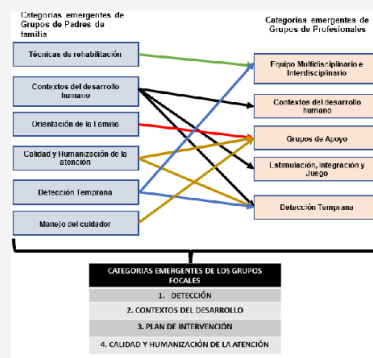 Categorías emergentes de
Grupos de Padres de
familia
Categorías emergentes de
Grupos de Profesionales
Técnicas de rehabilitación
Contextos del desarrollo
humano
Orientación de la Familia
Calidad y Humanización de la
atención
Detección Temprana
Manejo del cuidador
Equipo Multidisciplinario e
Interdisciplinario
Contextos del desarrollo
humano
Grupos de Apoyo
Estimulación, Integración y
Juego
Detección Temprana
CATEGORIAS EMERGENTES DE LOS GRUPOS
FOCALES
1. DETECCIÓN
2. CONTEXTOS DEL DESARROLLO
3. PLAN DE INTERVENCIÓN
4. CALIDAD Y HUMANIZACIÓN DE LA ATENCIÓN